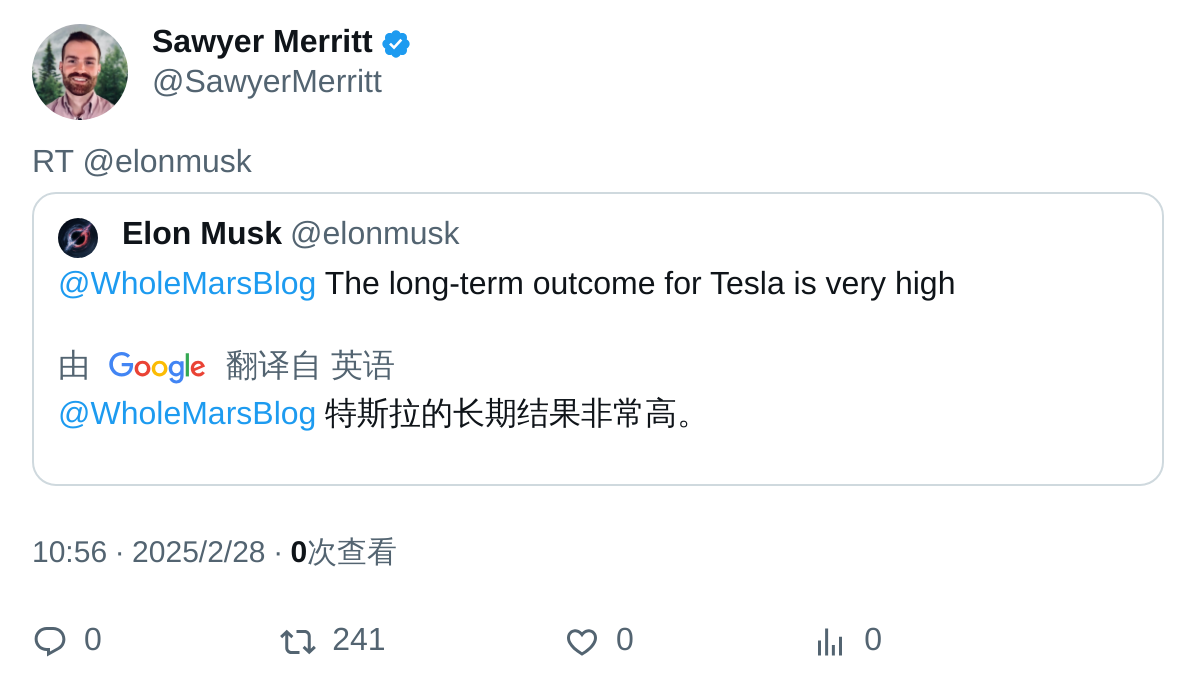 Sawyer Merritt
@SawyerMerritt
RT @elonmusk
Elon Musk @elonmusk
@WholeMarsBlog The long-term outcome for Tesla is very high
由 Google 翻译自 英语
@WholeMarsBlog 特斯拉的长期结果非常高。
10:56 · 2025/2/28 · 0次查看
0 241 0 0